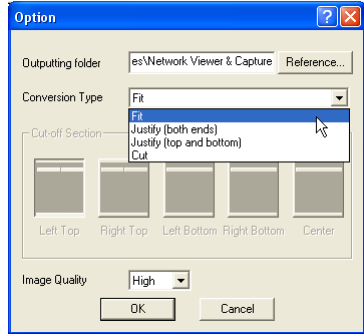 Option
Outputting folder es\Network Viewer & Capture Reference...
Conversion Type Fit
Fit
Justify (both ends)
Justify (top and bottom)
Cut
Cut-off Section
Left Top Right Top Left Bottom Right Bottom Center
Image Quality High
OK Cancel